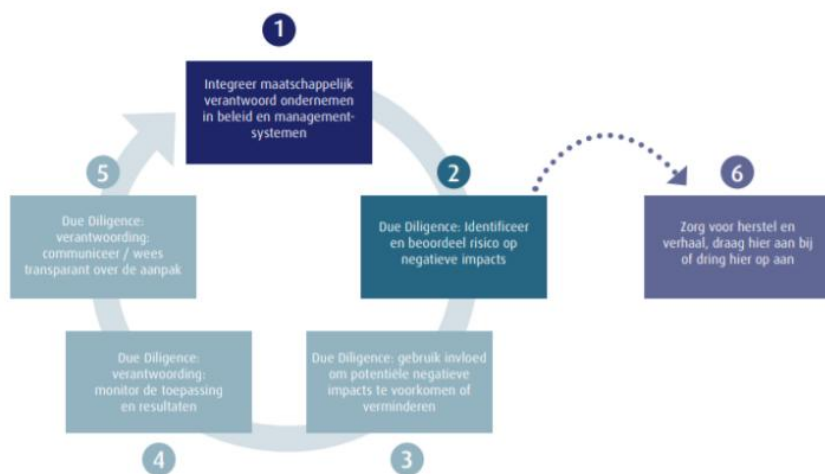 1
Integreer maatschappelijk
verantwoord ondernemen
in beleid en management-
systemen
2
Due Diligence: Identificeer
en beoordeel risico op
negatieve impacts
3
Due Diligence: gebruik invloed
om potentiële negatieve
impacts te voorkomen of
verminderen
4
Due Diligence:
verantwoording:
monitor de toepassing
en resultaten
5
Due Diligence:
verantwoording:
communiceer / wees
transparant over de aanpak
6
Zorg voor herstel en
verhaal, draag hier aan bij
of dring hier op aan